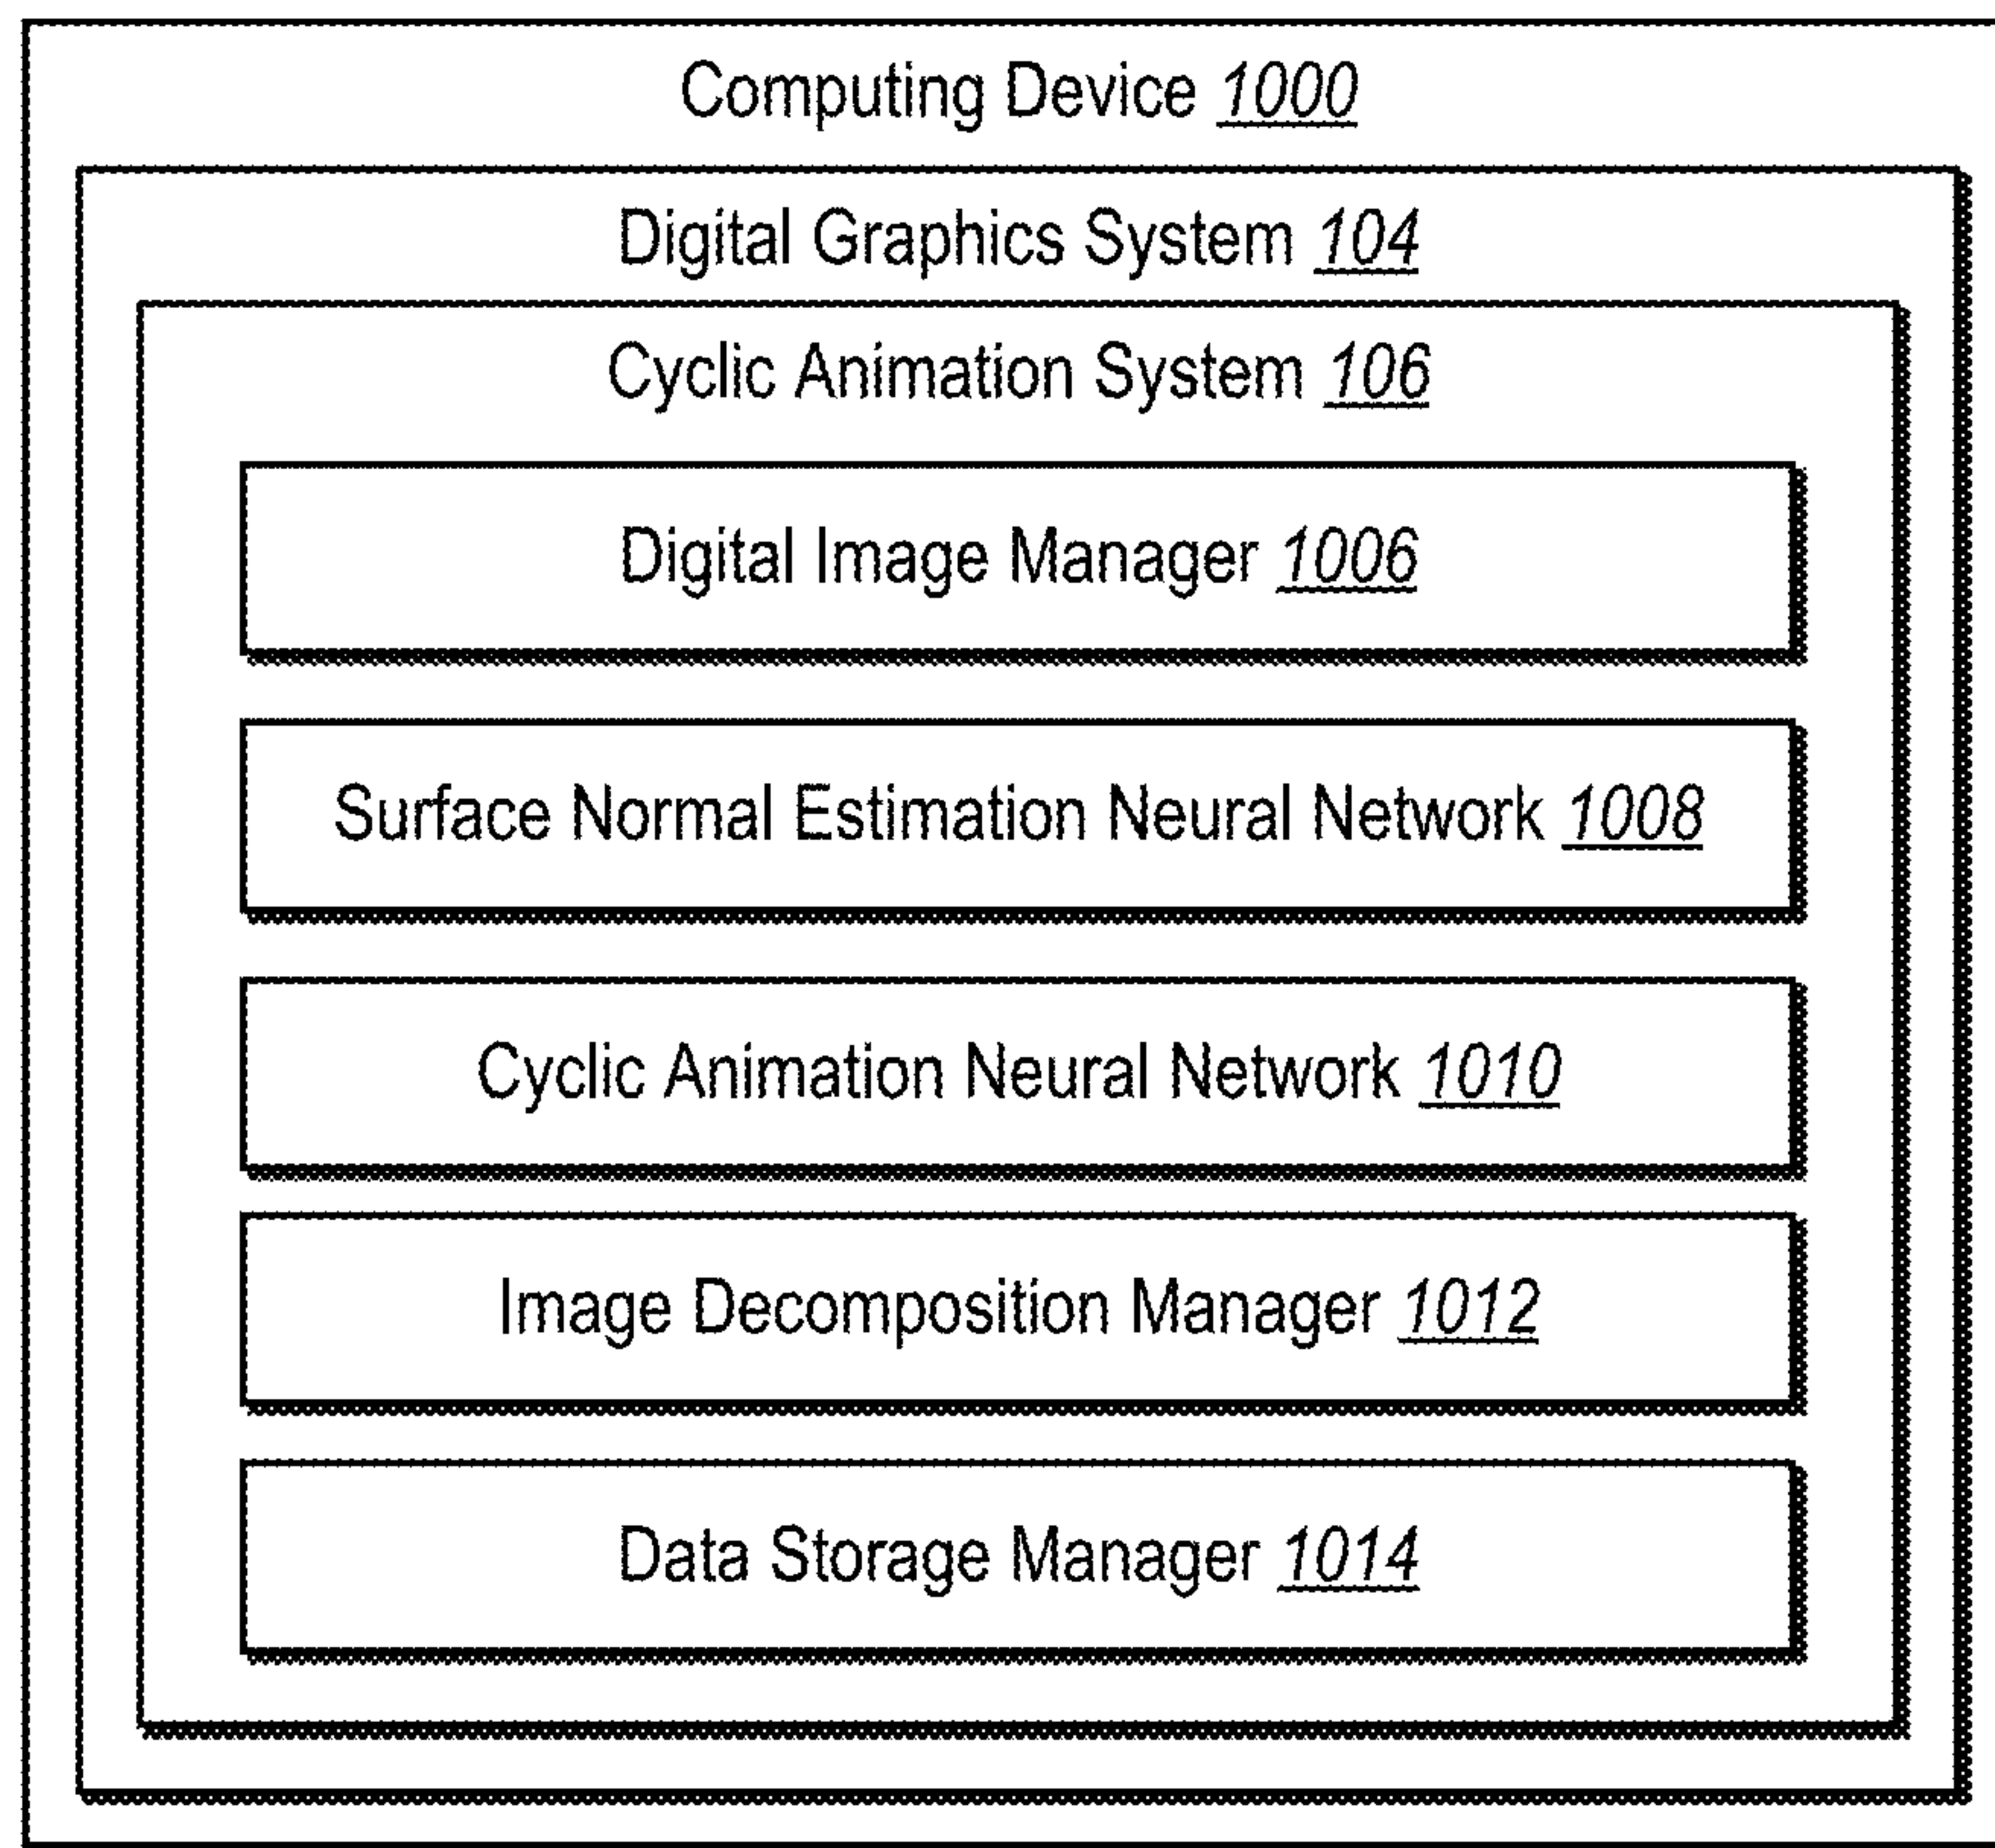 Computing Device 1000
Digital Graphics System 104
Cyclic Animation System 106
Digital Image Manager 1006
Surface Normal Estimation Neural Network 1008
Cyclic Animation Neural Network 1010
Image Decomposition Manager 1012
Data Storage Manager 1014